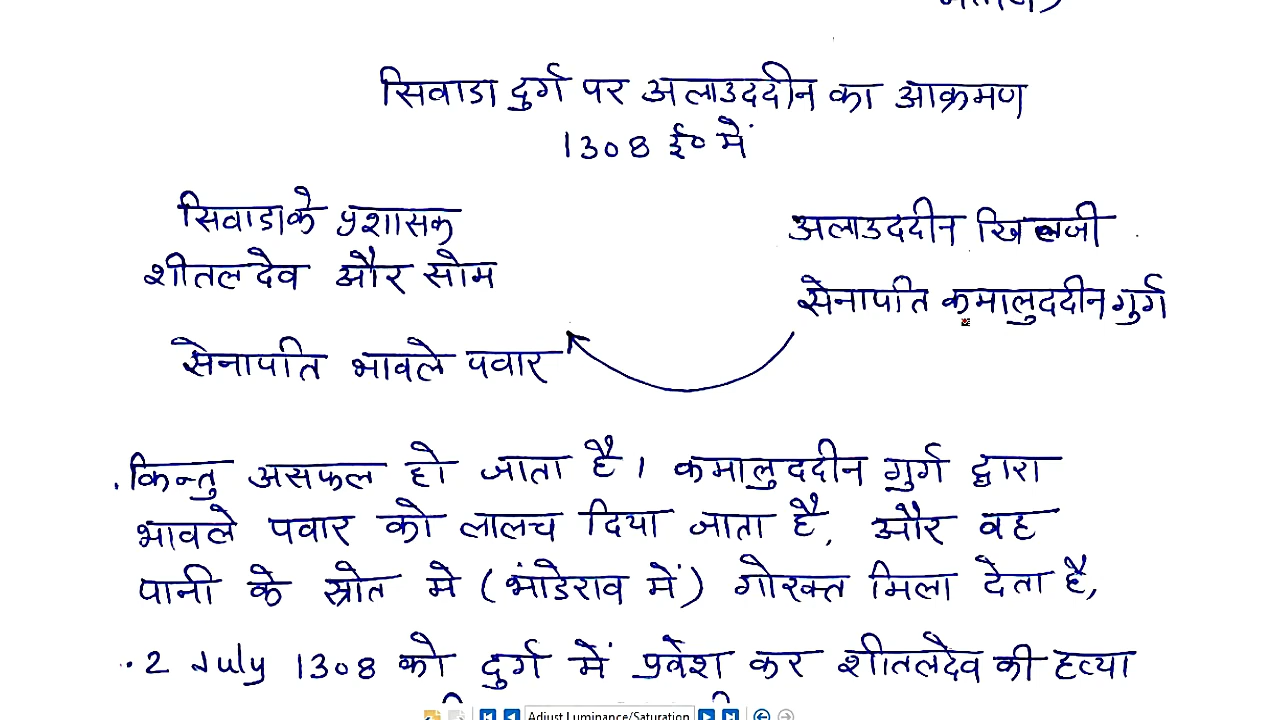 सिवाडा दुर्ग पर अलाउददीन का आक्रमण
1308 ई० में
सिवाडा के प्रशासक
शीतलदेव और सोम
सेनापति भावले पवार
अलाउददीन खिलजी
सेनापति कमालुददीन गुर्ग
.किन्तु असफल हो जाता है। कमालुददीन गुर्ग द्वारा
भावले पवार को लालच दिया जाता है, और वह
पानी के स्रोत मे (भांडेराव में) गोरक्त मिला देता है,
.2 July 1308 को दुर्ग में प्रवेश कर शीतलदेव की हत्या
Adjust Luminance/Saturation